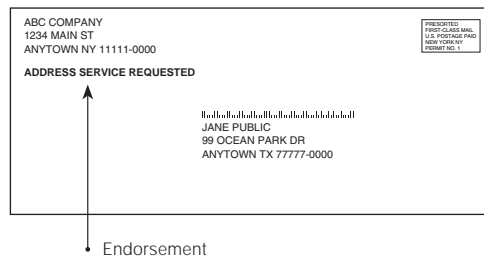 ABC COMPANY
1234 MAIN ST
ANYTOWN NY 11111-0000
ADDRESS SERVICE REQUESTED
PRESORTED
FIRST-CLASS MAIL
U.S. POSTAGE PAID
NEW YORK NY
PERMIT NO. 1
JANE PUBLIC
99 OCEAN PARK DR
ANYTOWN TX 77777-0000
Endorsement